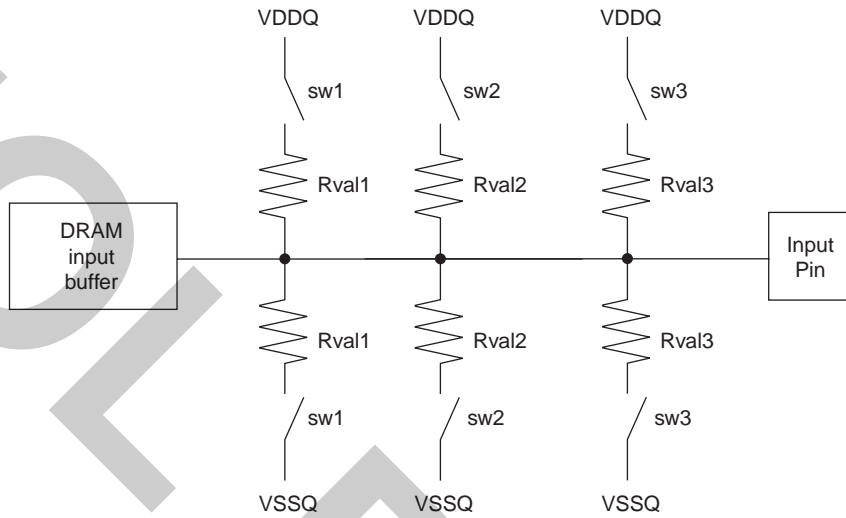 VDDQ VDDQ VDDQ
sw1 sw2 sw3
Rval1 Rval2 Rval3
DRAM
input
buffer
Input
Pin
Rval1 Rval2 Rval3
sw1 sw2 sw3
VSSQ VSSQ VSSQ